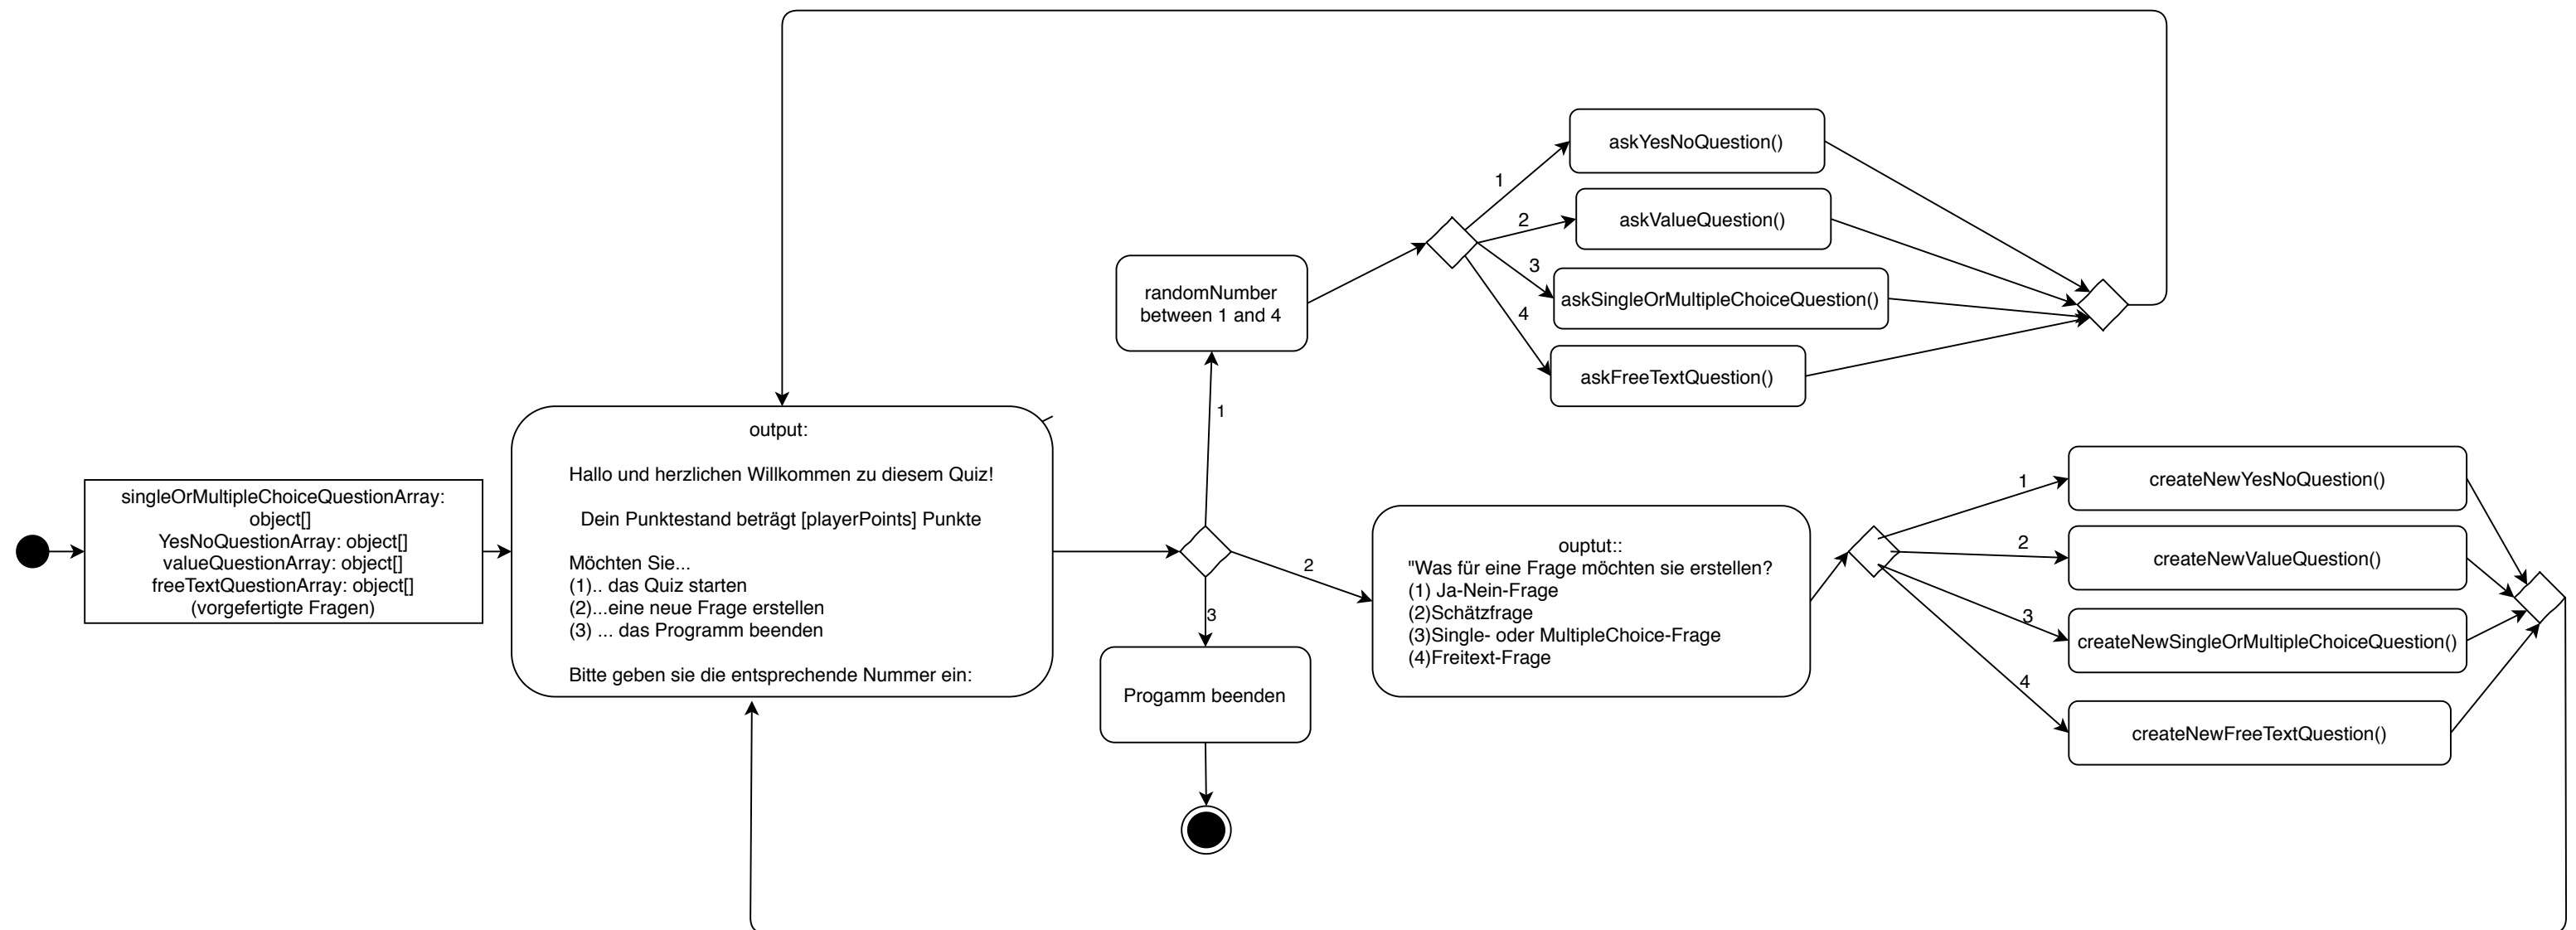 singleOrMultipleChoiceQuestionArray:
object[]
YesNoQuestionArray: object[]
valueQuestionArray: object[]
freeTextQuestionArray: object[]
(vorgefertigte Fragen)
output:
Hallo und herzlichen Willkommen zu diesem Quiz!
Dein Punktestand beträgt [playerPoints] Punkte
Möchten Sie...
(1).. das Quiz starten
(2)...eine neue Frage erstellen
(3) ... das Programm beenden
Bitte geben sie die entsprechende Nummer ein:
1
2
3
randomNumber
between 1 and 4
1
2
3
4
askYesNoQuestion()
askValueQuestion()
askSingleOrMultipleChoiceQuestion()
askFreeTextQuestion()
Progamm beenden
ouptut::
"Was für eine Frage möchten sie erstellen?
(1) Ja-Nein-Frage
(2)Schätzfrage
(3)Single- oder MultipleChoice-Frage
(4)Freitext-Frage
1
2
3
4
createNewYesNoQuestion()
createNewValueQuestion()
createNewSingleOrMultipleChoiceQuestion()
createNewFreeTextQuestion()